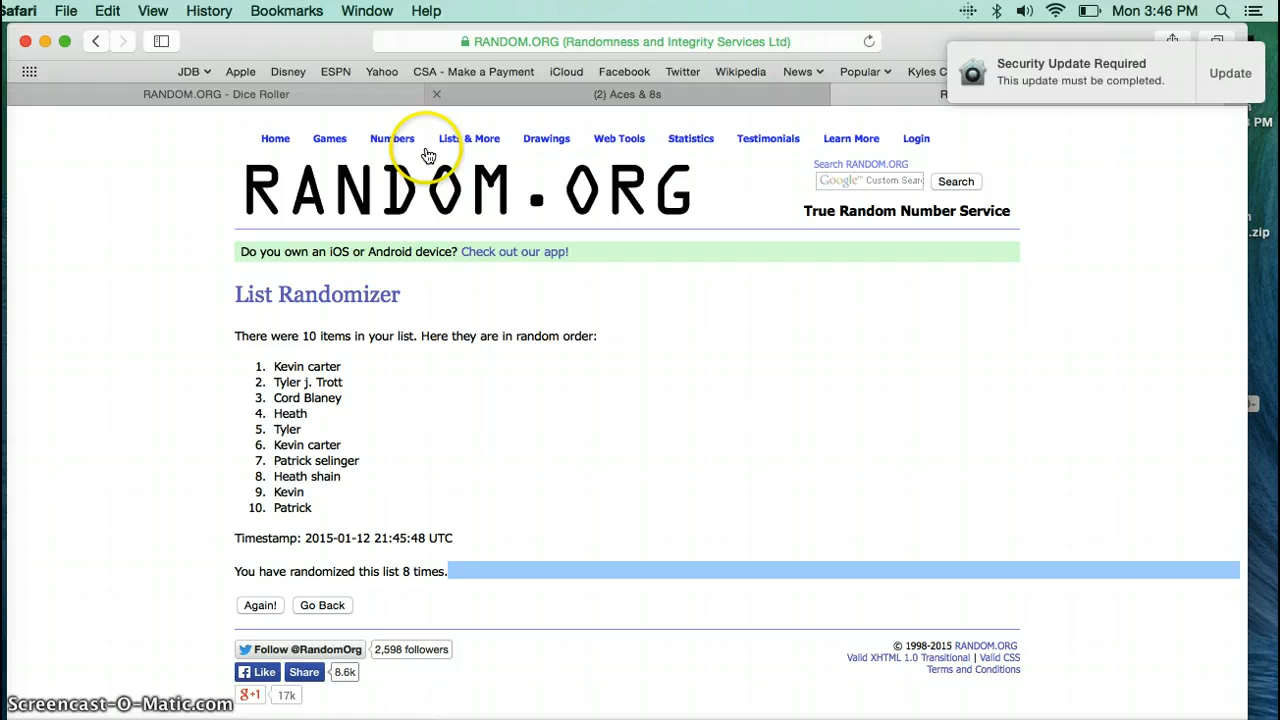 Safari File Edit View History Bookmarks Window Help Mon 3:46 PM
RANDOM.ORG (Randomness and Integrity Services Ltd)
JDB Apple Disney ESPN Yahoo CSA - Make a Payment iCloud Facebook Twitter Wikipedia News Popular Kyles C
Security Update Required
This update must be completed.
Update
RANDOM.ORG - Dice Roller (2) Aces & 8s R
PM
Home Games Numbers Lists & More Drawings Web Tools Statistics Testimonials Learn More Login
RANDOM.ORG
Search RANDOM.ORG
Google™ Custom Sear Search
True Random Number Service
.zip
Do you own an iOS or Android device? Check out our app!
List Randomizer
There were 10 items in your list. Here they are in random order:
1. Kevin carter
2. Tyler j. Trott
3. Cord Blaney
4. Heath
5. Tyler
6. Kevin carter
7. Patrick selinger
8. Heath shain
9. Kevin
10. Patrick
Timestamp: 2015-01-12 21:45:48 UTC
You have randomized this list 8 times.
Again! Go Back
Follow @RandomOrg 2,598 followers
Like Share 8.6k
g+1 17k
© 1998-2015 RANDOM.ORG
Valid XHTML 1.0 Transitional | Valid CSS
Terms and Conditions
Screencast-O-Matic.com